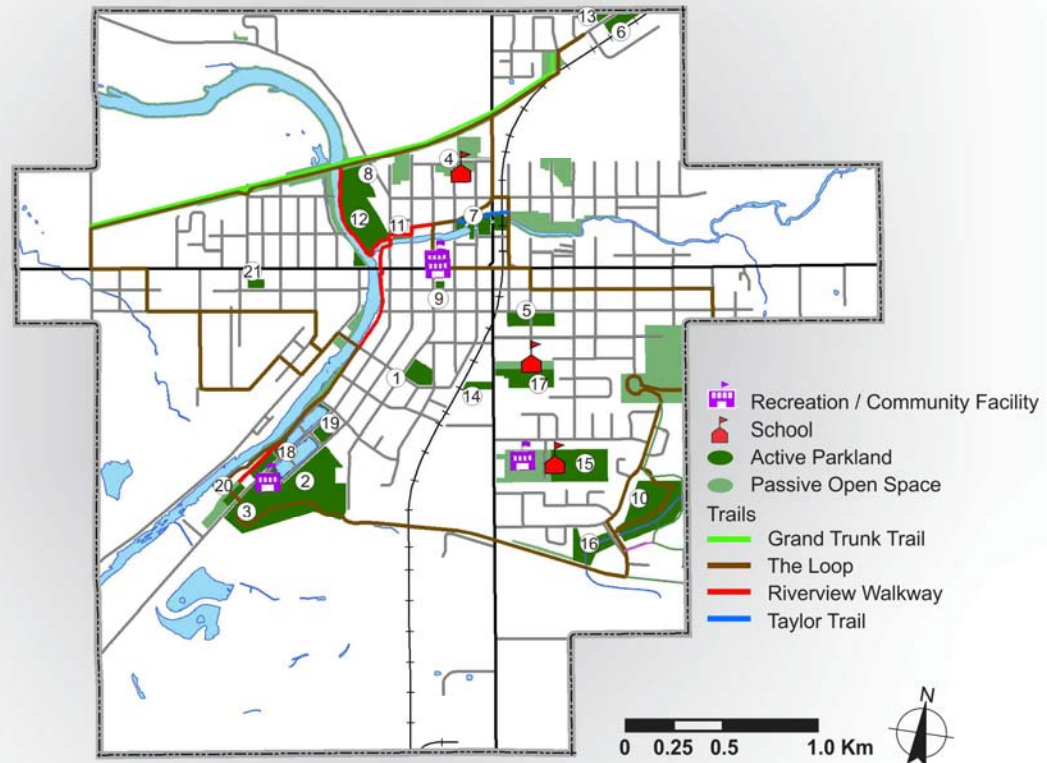 13
6
4
8
12
11
7
21
9
5
1
14
17
19
18
2
15
20
3
10
16
Recreation / Community Facility
School
Active Parkland
Passive Open Space
Trails
Grand Trunk Trail
The Loop
Riverview Walkway
Taylor Trail
N
0 0.25 0.5 1.0 Km